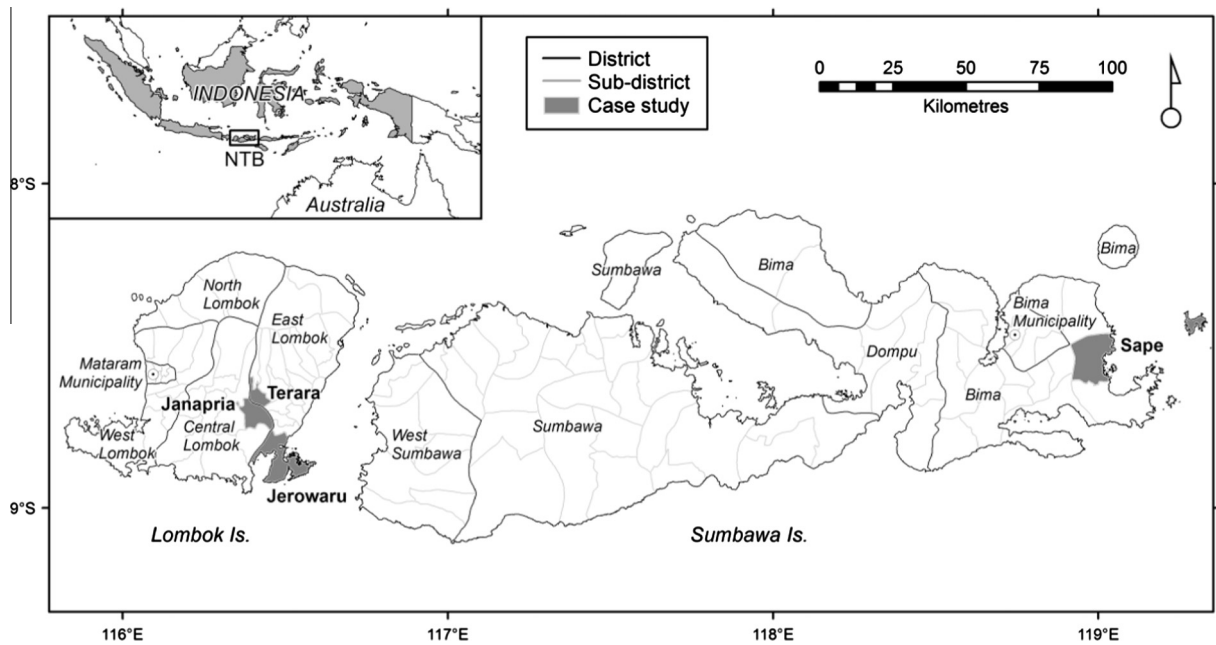 INDONESIA
NTB
Australia
District
Sub-district
Case study
0 25 50 75 100
Kilometres
8°S
9°S
North
Lombok
East
Lombok
Mataram
Municipality
Terara
Janapria
Central
Lombok
West
Lombok
Jerowaru
Lombok Is.
West
Sumbawa
Sumbawa
Sumbawa
Bima
Dompu
Bima
Municipality
Bima
Bima
Sape
Sumbawa Is.
116°E
117°E
118°E
119°E